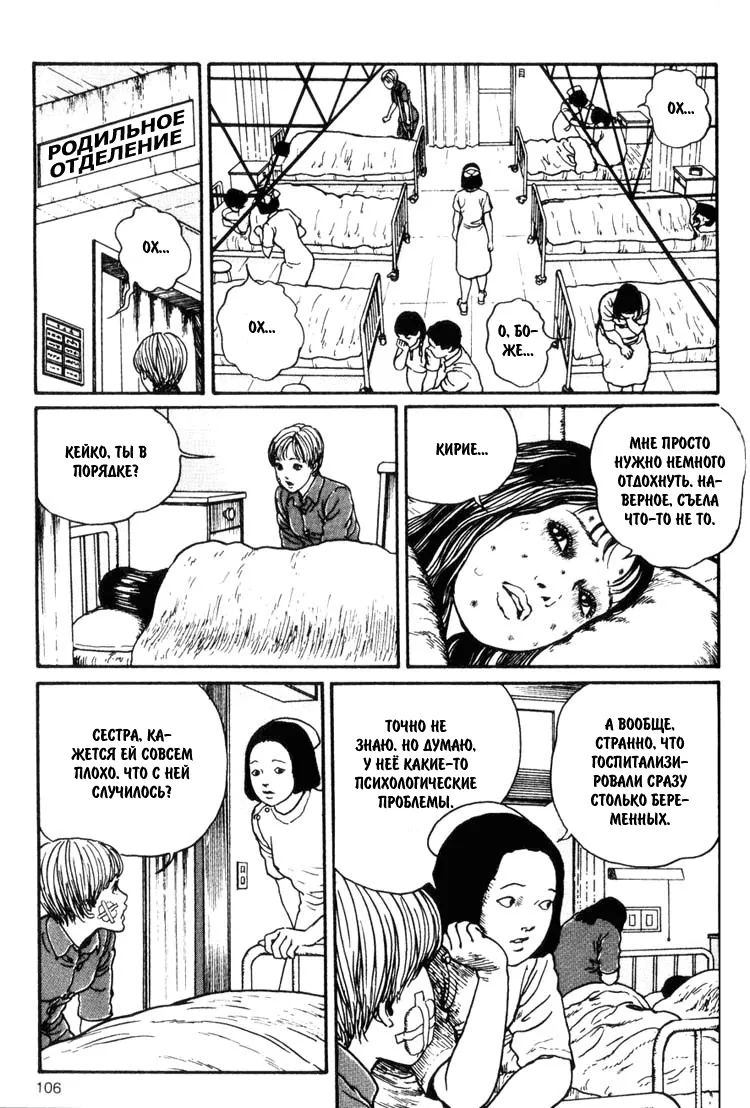 РОДИЛЬНОЕ
ОТДЕЛЕНИЕ
ОХ...
ОХ...
ОХ...
О, БО-
ЖЕ...
КЕЙКО, ТЫ В
ПОРЯДКЕ?
КИРИЕ...
МНЕ ПРОСТО
НУЖНО НЕМНОГО
ОТДОХНУТЬ. НА-
ВЕРНОЕ, СЪЕЛА
ЧТО-ТО НЕ ТО.
СЕСТРА, КА-
ЖЕТСЯ ЕЙ СОВСЕМ
ПЛОХО. ЧТО С НЕЙ
СЛУЧИЛОСЬ?
ТОЧНО НЕ
ЗНАЮ, НО ДУМАЮ,
У НЕЁ КАКИЕ-ТО
ПСИХОЛОГИЧЕСКИЕ
ПРОБЛЕМЫ.
А ВООБЩЕ,
СТРАННО, ЧТО
ГОСПИТАЛИЗИ-
РОВАЛИ СРАЗУ
СТОЛЬКО БЕРЕ-
МЕННЫХ.
106